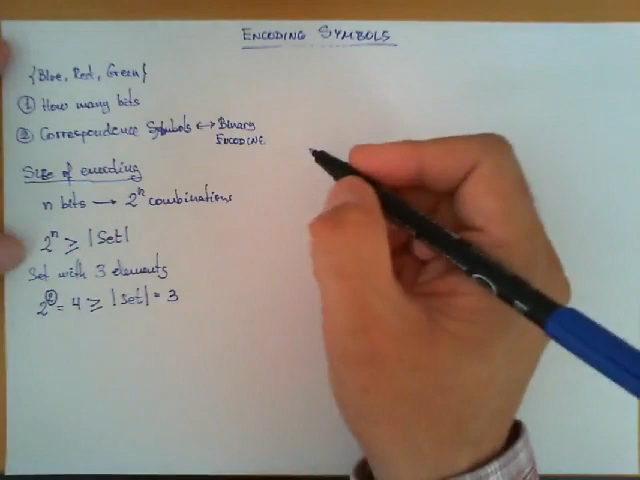 ENCODING SYMBOLS
{Blue, Red, Green}
① How many bits
② Correspondence Symbols ↔ Binary
ENCODING
Size of encoding
n bits → 2ⁿ combinations
2ⁿ ≥ |Set|
Set with 3 elements
2² = 4 ≥ |Set| = 3